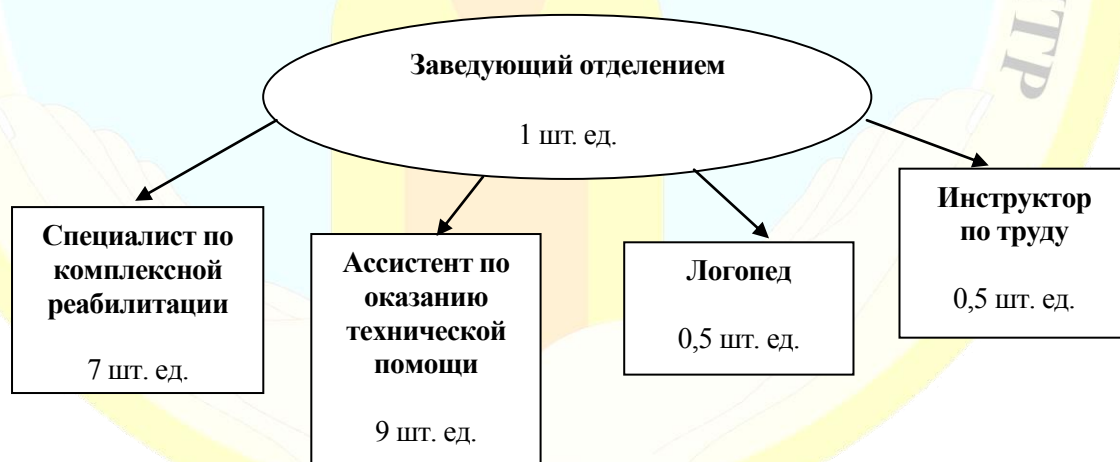 Заведующий отделением
1 шт. ед.
ТР
Специалист по
комплексной
реабилитации
7 шт. ед.
Ассистент по
оказанию
технической
помощи
9 шт. ед.
Логопед
0,5 шт. ед.
Инструктор
по труду
0,5 шт. ед.